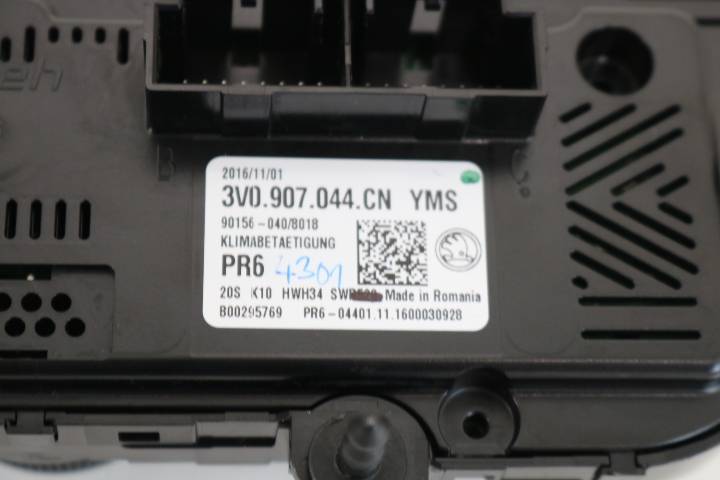 2016/11/01
3V0.907.044.CN YMS
90156-040/8018
KLIMABETAETIGUNG
PR6 4301
20S K10 HWH34 Made in Romania
B00295769 PR6-04401.11.1600030928